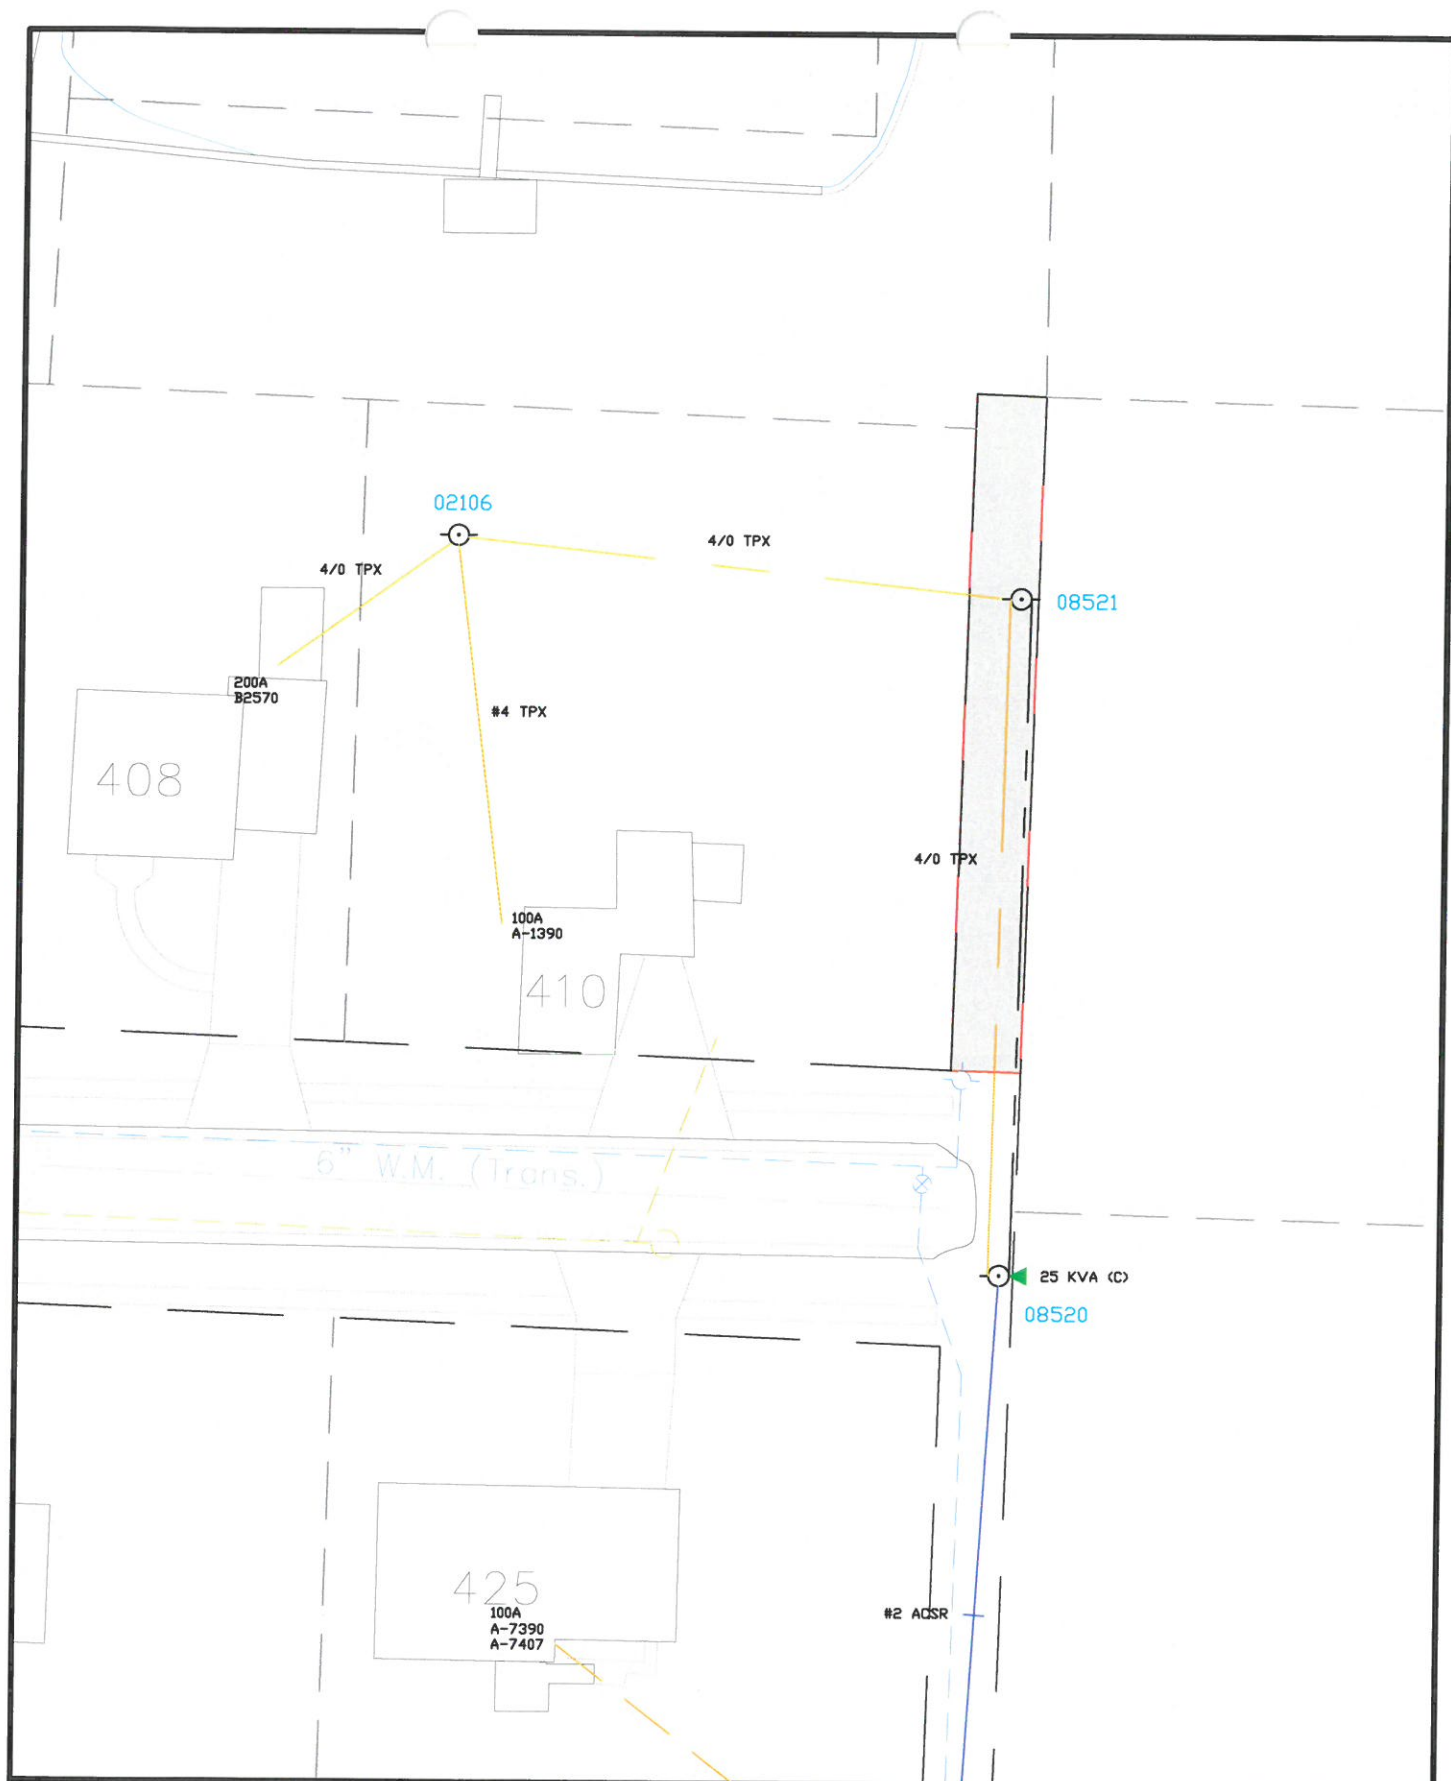 02106
4/0 TPX
4/0 TPX
08521
200A
B2570
#4 TPX
408
4/0 TPX
100A
A-1390
410
6" W.M. (Trans.)
25 KVA (C)
08520
425
100A
A-7390
A-7407
#2 ACSR